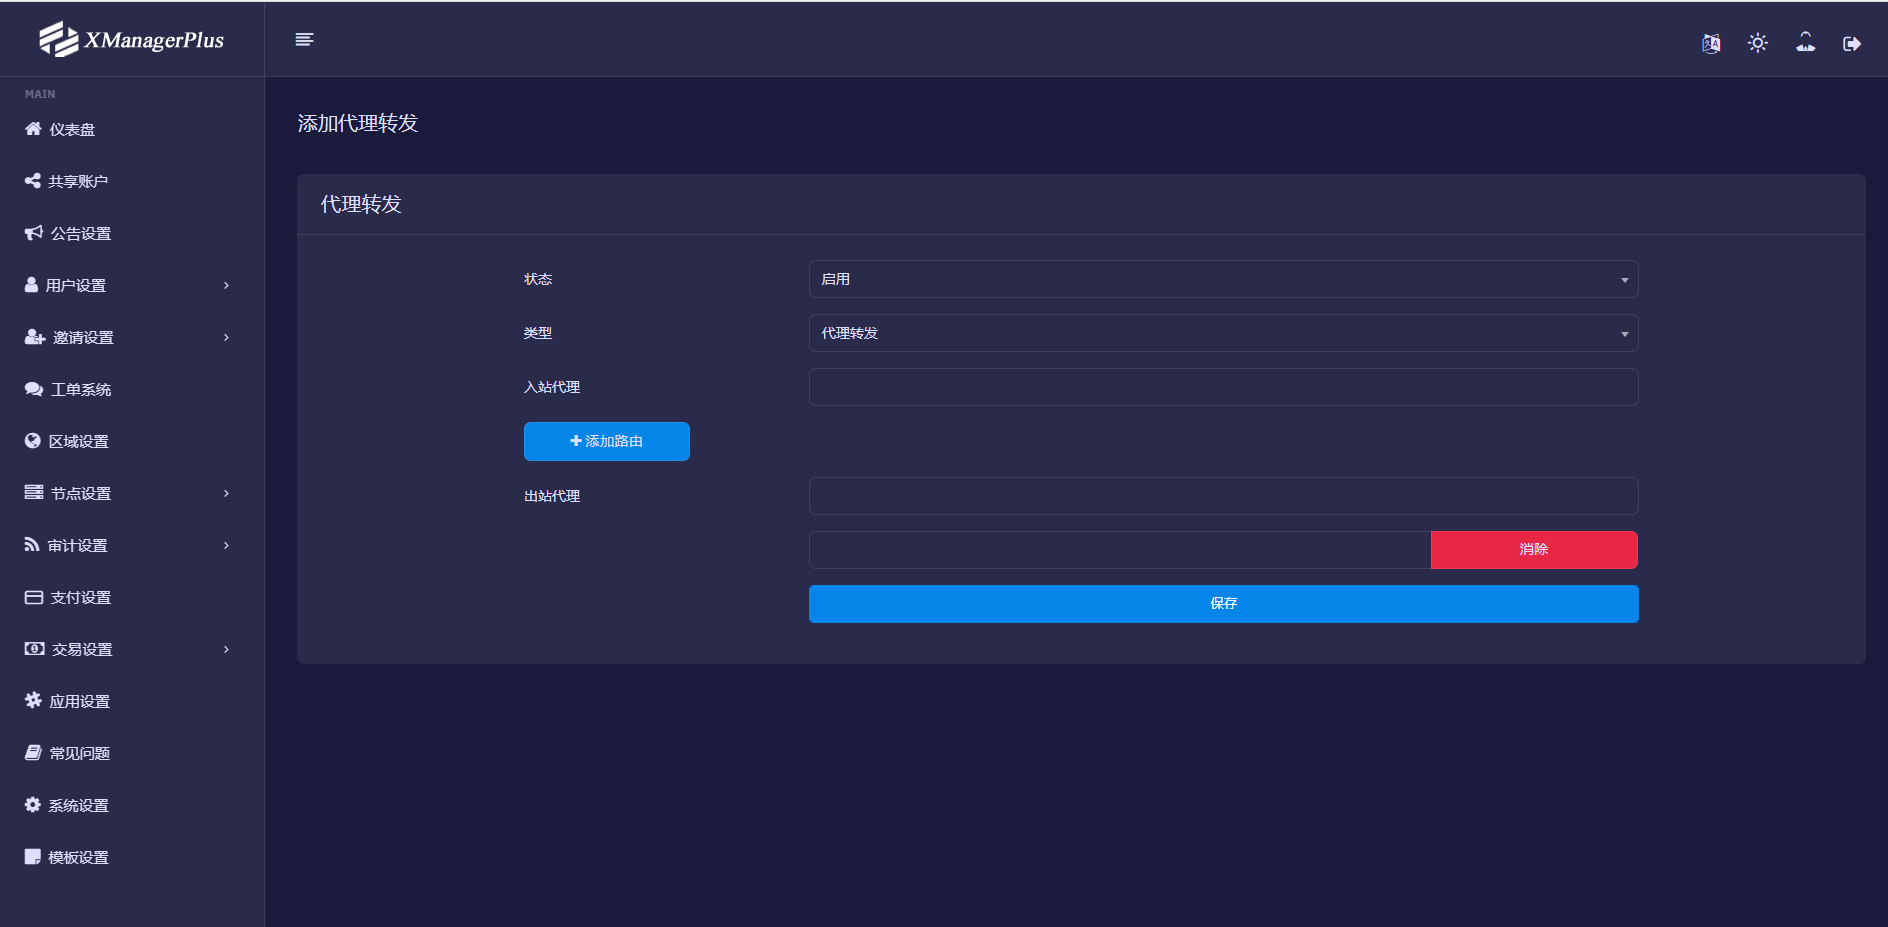 XManagerPlus
MAIN
仪表盘
共享账户
公告设置
用户设置
邀请设置
工单系统
区域设置
节点设置
审计设置
支付设置
交易设置
应用设置
常见问题
系统设置
模板设置
添加代理转发
代理转发
状态
启用
类型
代理转发
入站代理
添加路由
出站代理
消除
保存